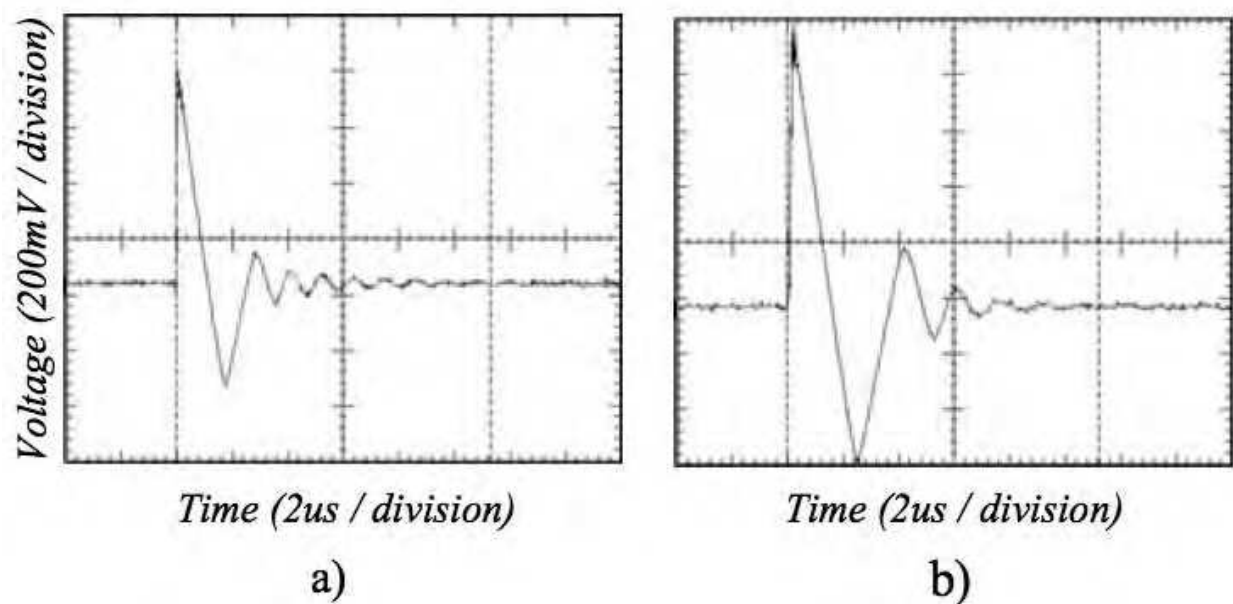 Voltage (200mV / division)
Time (2us / division)
Time (2us / division)
a)
b)